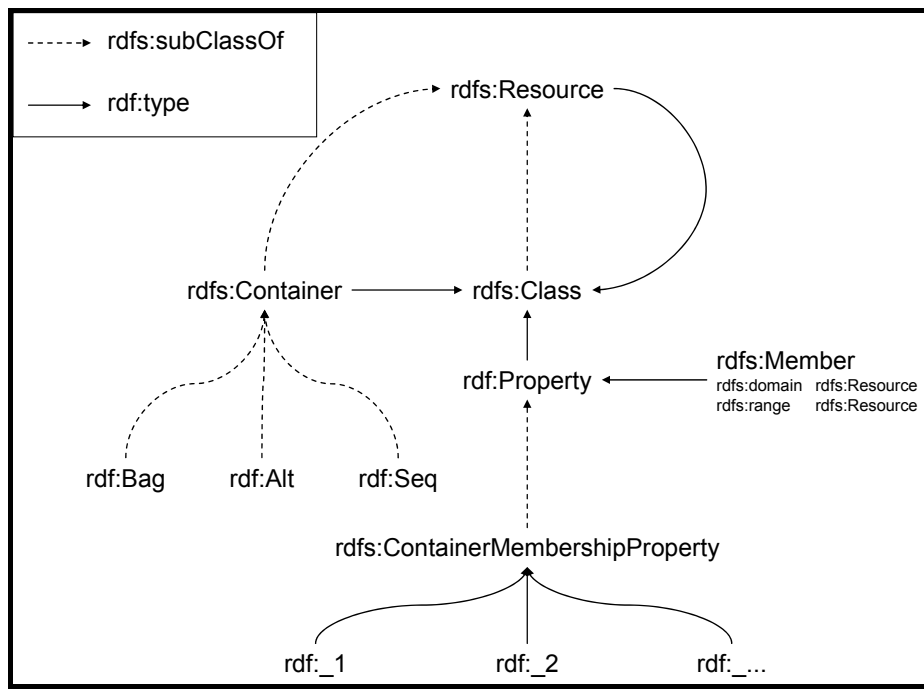 rdfs:subClassOf
rdf:type
rdfs:Resource
rdfs:Container
rdfs:Class
rdf:Property
rdfs:Member
rdfs:domain rdfs:Resource
rdfs:range rdfs:Resource
rdf:Bag
rdf:Alt
rdf:Seq
rdfs:ContainerMembershipProperty
rdf:_1
rdf:_2
rdf:_...